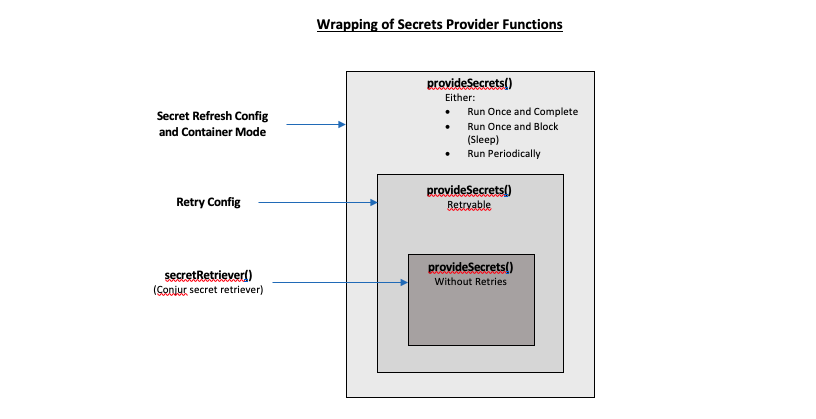 Wrapping of Secrets Provider Functions
provideSecrets()
Either:
• Run Once and Complete
• Run Once and Block
(Sleep)
• Run Periodically
Secret Refresh Config
and Container Mode
provideSecrets()
Retryable
Retry Config
provideSecrets()
Without Retries
secretRetriever()
(Conjur secret retriever)